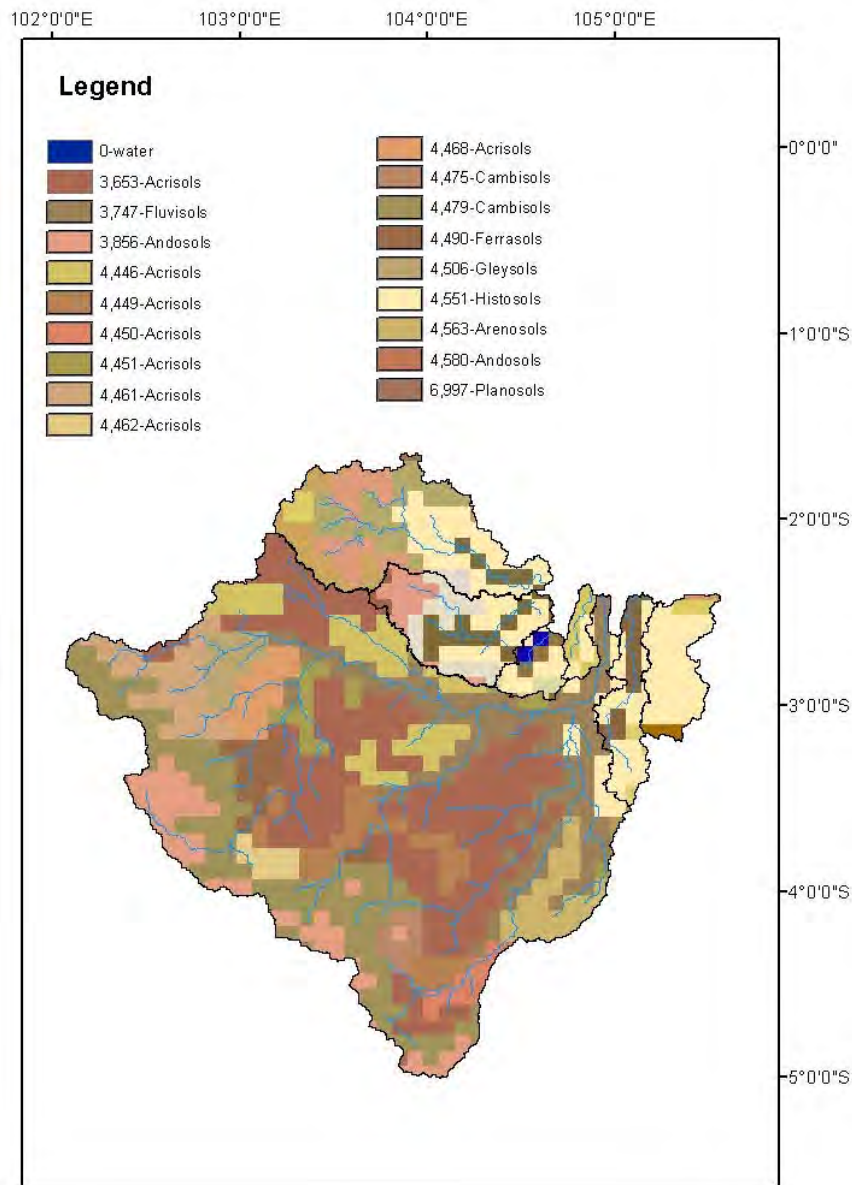 102°0'0"E 103°0'0"E 104°0'0"E 105°0'0"E
Legend
0-water
3,653-Acrisols
3,747-Fluvisols
3,856-Andosols
4,446-Acrisols
4,449-Acrisols
4,450-Acrisols
4,451-Acrisols
4,461-Acrisols
4,462-Acrisols
4,468-Acrisols
4,475-Cambisols
4,479-Cambisols
4,490-Ferrasols
4,506-Gleysols
4,551-Histosols
4,563-Arenosols
4,580-Andosols
6,997-Planosols
0°0'0"
1°0'0"S
2°0'0"S
3°0'0"S
4°0'0"S
5°0'0"S